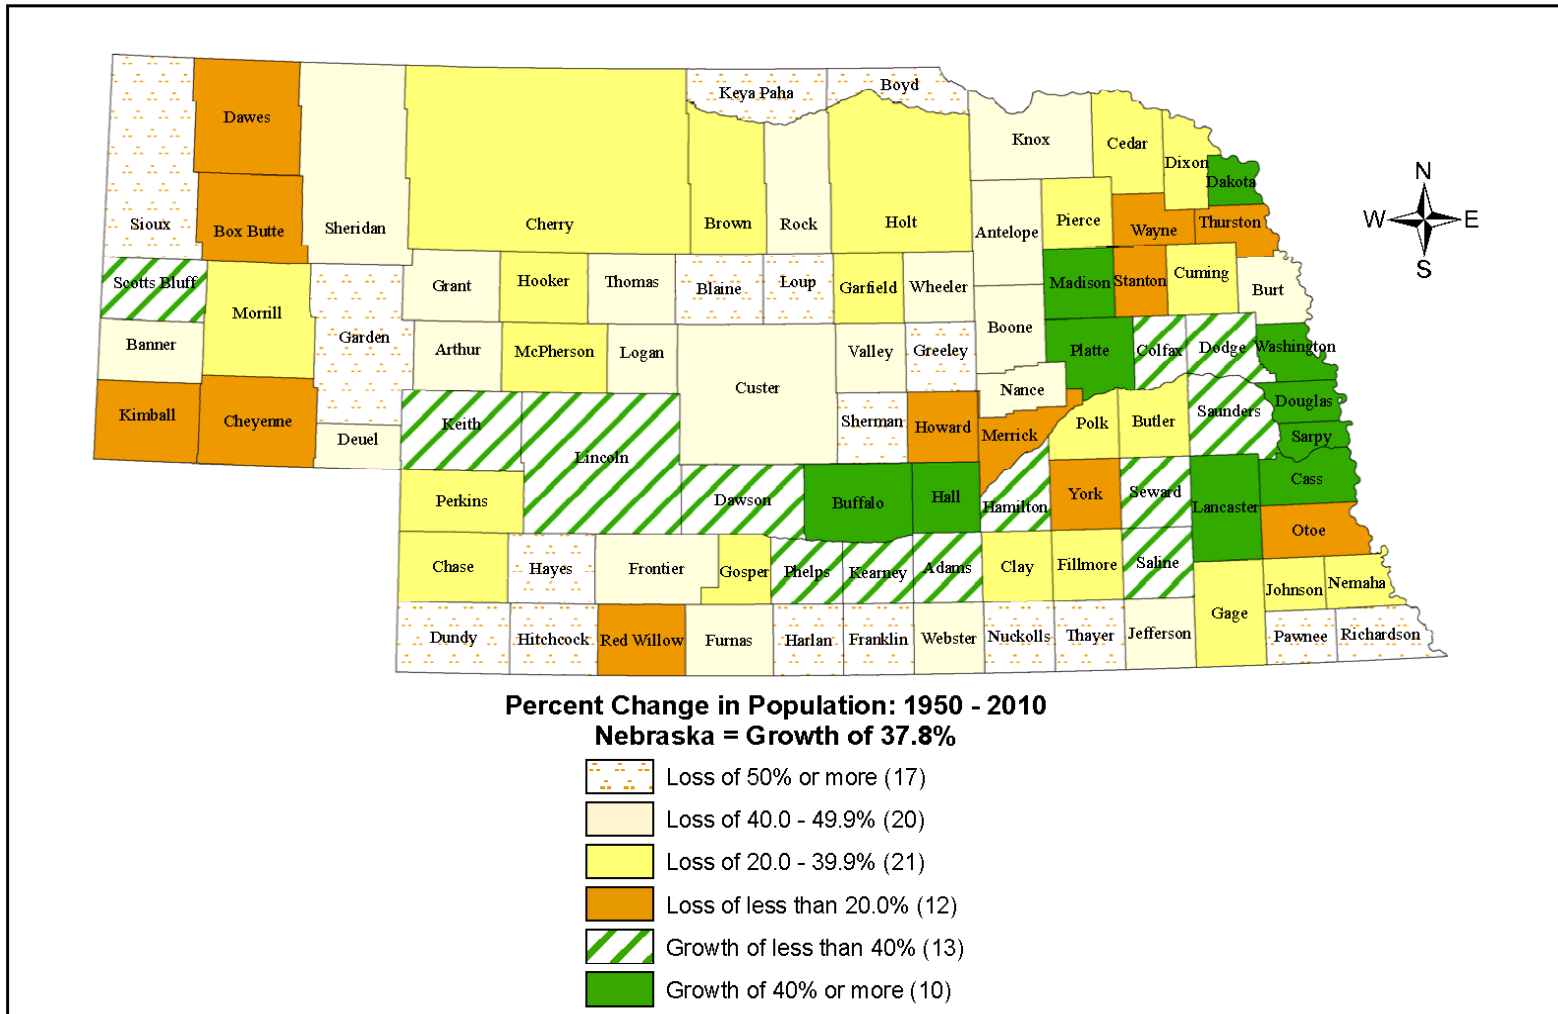 Keya Paha
Boyd
Dawes
Knox
Cedar
Dixon
Dakota
N
W
E
S
Sioux
Box Butte
Sheridan
Cherry
Brown
Rock
Holt
Antelope
Pierce
Wayne
Thurston
Scotts Bluff
Morrill
Garden
Grant
Hooker
Thomas
Blaine
Loup
Garfield
Wheeler
Madison
Stanton
Cuming
Burt
Banner
Arthur
McPherson
Logan
Custer
Valley
Greeley
Boone
Platte
Colfax
Dodge
Washington
Kimball
Cheyenne
Deuel
Keith
Lincoln
Sherman
Howard
Nance
Merrick
Polk
Butler
Saunders
Douglas
Sarpy
Perkins
Dawson
Buffalo
Hall
Hamilton
York
Seward
Lancaster
Cass
Otoe
Chase
Hayes
Frontier
Gosper
Phelps
Kearney
Adams
Clay
Fillmore
Saline
Gage
Johnson
Nemaha
Dundy
Hitchcock
Red Willow
Furnas
Harlan
Franklin
Webster
Nuckolls
Thayer
Jefferson
Pawnee
Richardson
Percent Change in Population: 1950 - 2010
Nebraska = Growth of 37.8%
Loss of 50% or more (17)
Loss of 40.0 - 49.9% (20)
Loss of 20.0 - 39.9% (21)
Loss of less than 20.0% (12)
Growth of less than 40% (13)
Growth of 40% or more (10)